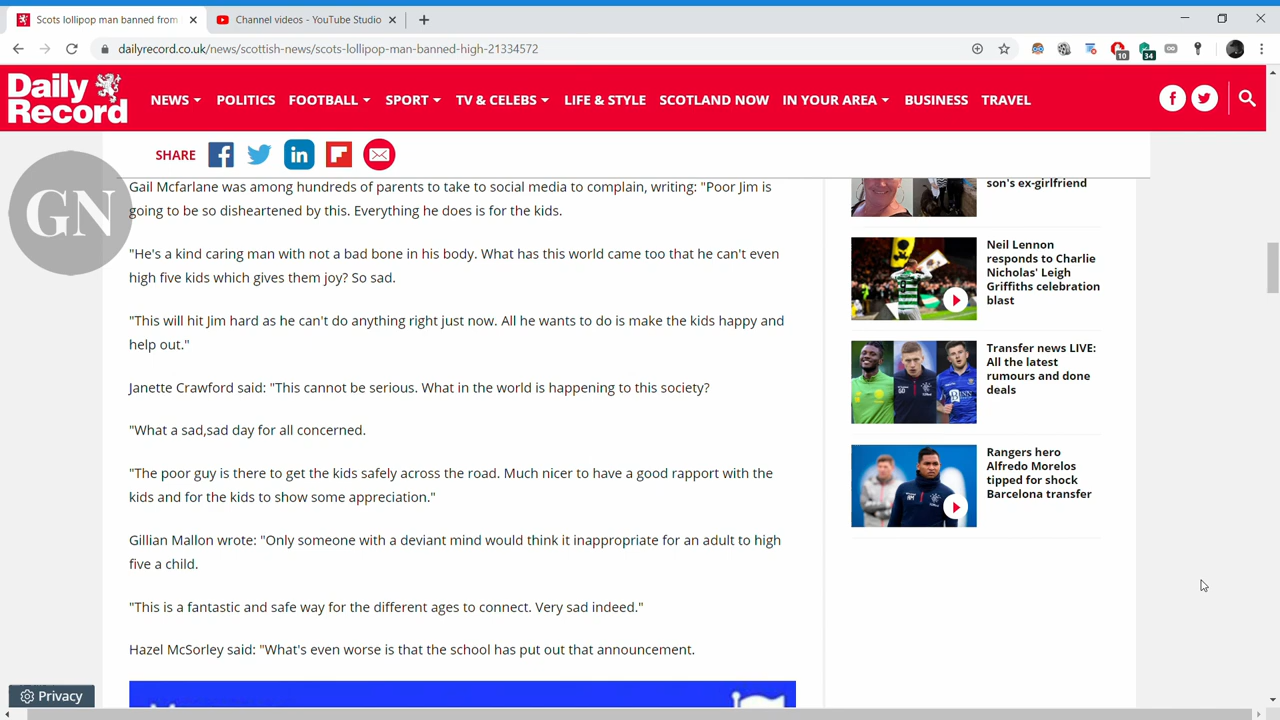 Scots lollipop man banned from
Channel videos - YouTube Studio
dailyrecord.co.uk/news/scottish-news/scots-lollipop-man-banned-high-21334572
10
34
Daily
Record
NEWS
POLITICS
FOOTBALL
SPORT
TV & CELEBS
LIFE & STYLE
SCOTLAND NOW
IN YOUR AREA
BUSINESS
TRAVEL
SHARE
GN
Gail Mcfarlane was among hundreds of parents to take to social media to complain, writing: "Poor Jim is
going to be so disheartened by this. Everything he does is for the kids.
"He's a kind caring man with not a bad bone in his body. What has this world came too that he can't even
high five kids which gives them joy? So sad.
"This will hit Jim hard as he can't do anything right just now. All he wants to do is make the kids happy and
help out."
Janette Crawford said: "This cannot be serious. What in the world is happening to this society?
"What a sad,sad day for all concerned.
"The poor guy is there to get the kids safely across the road. Much nicer to have a good rapport with the
kids and for the kids to show some appreciation."
Gillian Mallon wrote: "Only someone with a deviant mind would think it inappropriate for an adult to high
five a child.
"This is a fantastic and safe way for the different ages to connect. Very sad indeed."
Hazel McSorley said: "What's even worse is that the school has put out that announcement.
son's ex-girlfriend
Neil Lennon
responds to Charlie
Nicholas' Leigh
Griffiths celebration
blast
Transfer news LIVE:
All the latest
rumours and done
deals
Rangers hero
Alfredo Morelos
tipped for shock
Barcelona transfer
Privacy